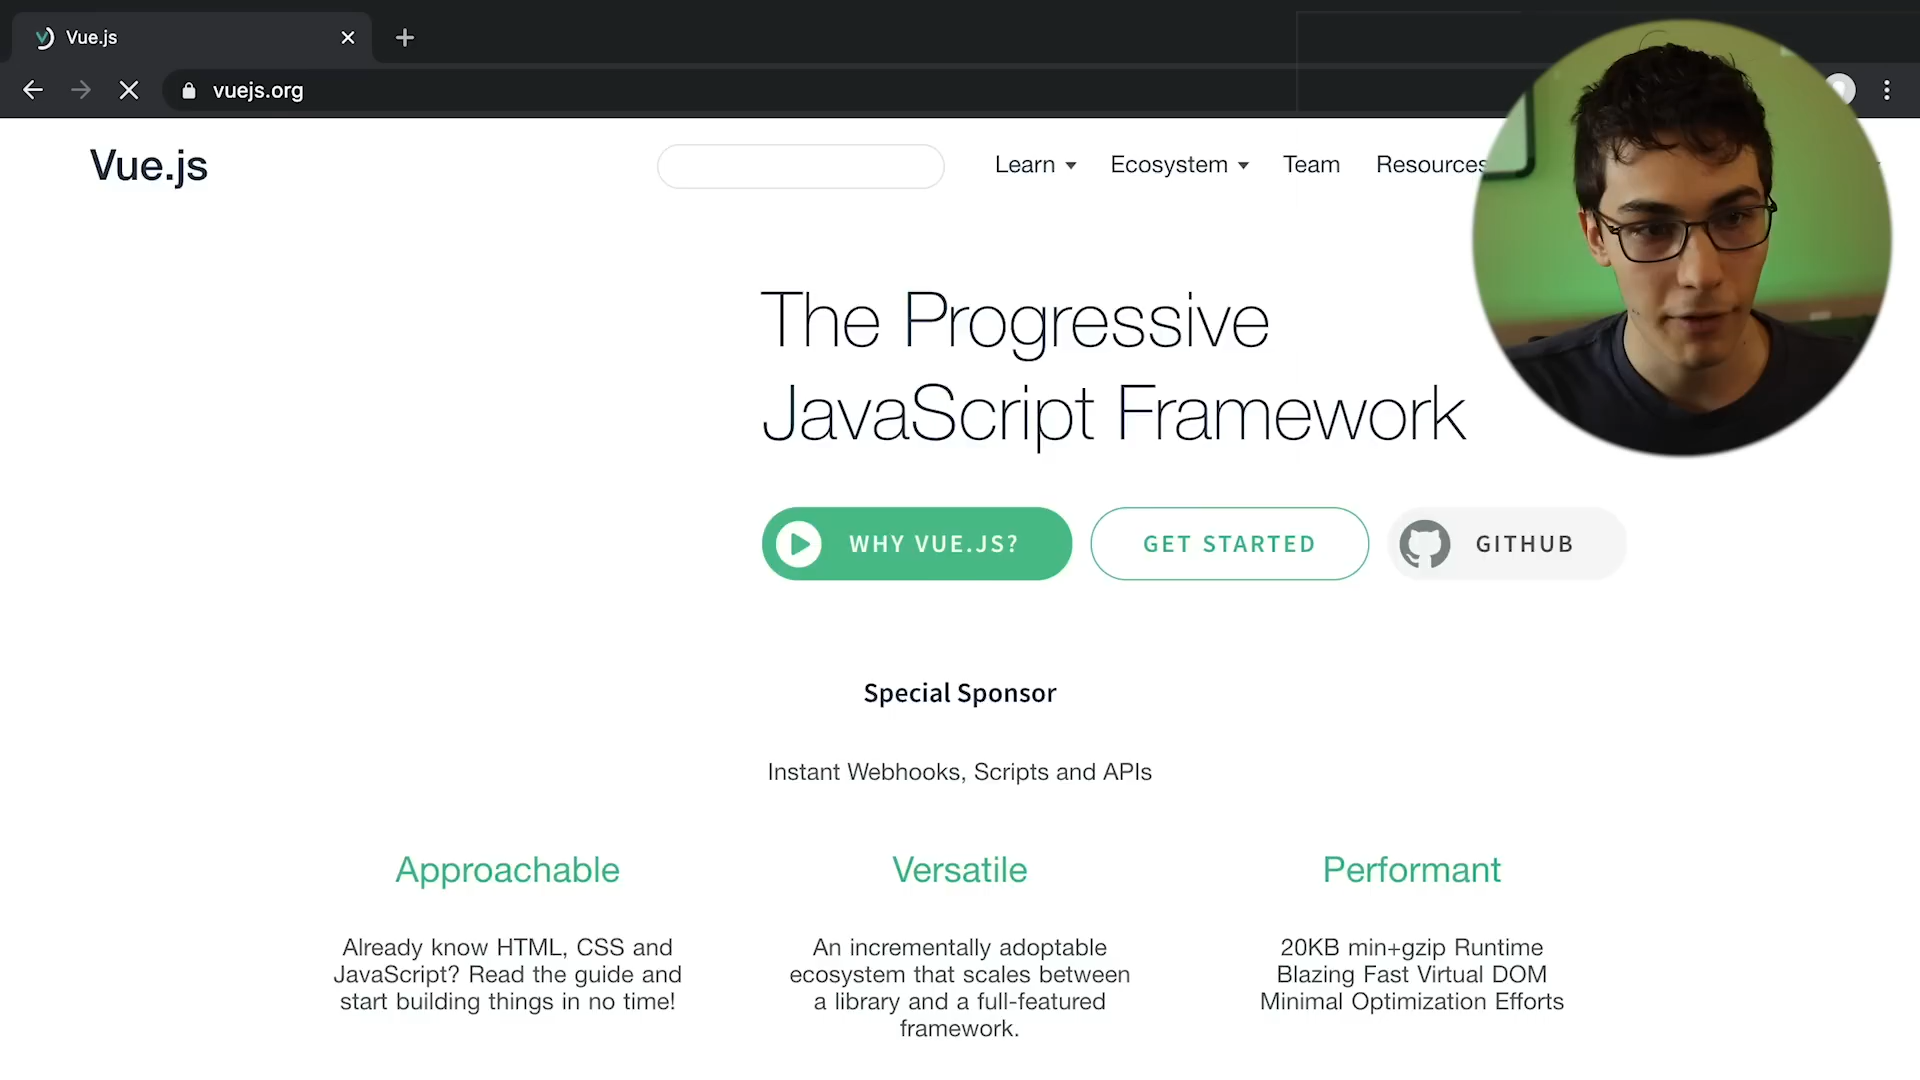 Vue.js
vuejs.org
Vue.js
Learn
Ecosystem
Team
Resources
The Progressive
JavaScript Framework
WHY VUE.JS?
GET STARTED
GITHUB
Special Sponsor
Instant Webhooks, Scripts and APIs
Approachable
Already know HTML, CSS and
JavaScript? Read the guide and
start building things in no time!
Versatile
An incrementally adoptable
ecosystem that scales between
a library and a full-featured
framework.
Performant
20KB min+gzip Runtime
Blazing Fast Virtual DOM
Minimal Optimization Efforts